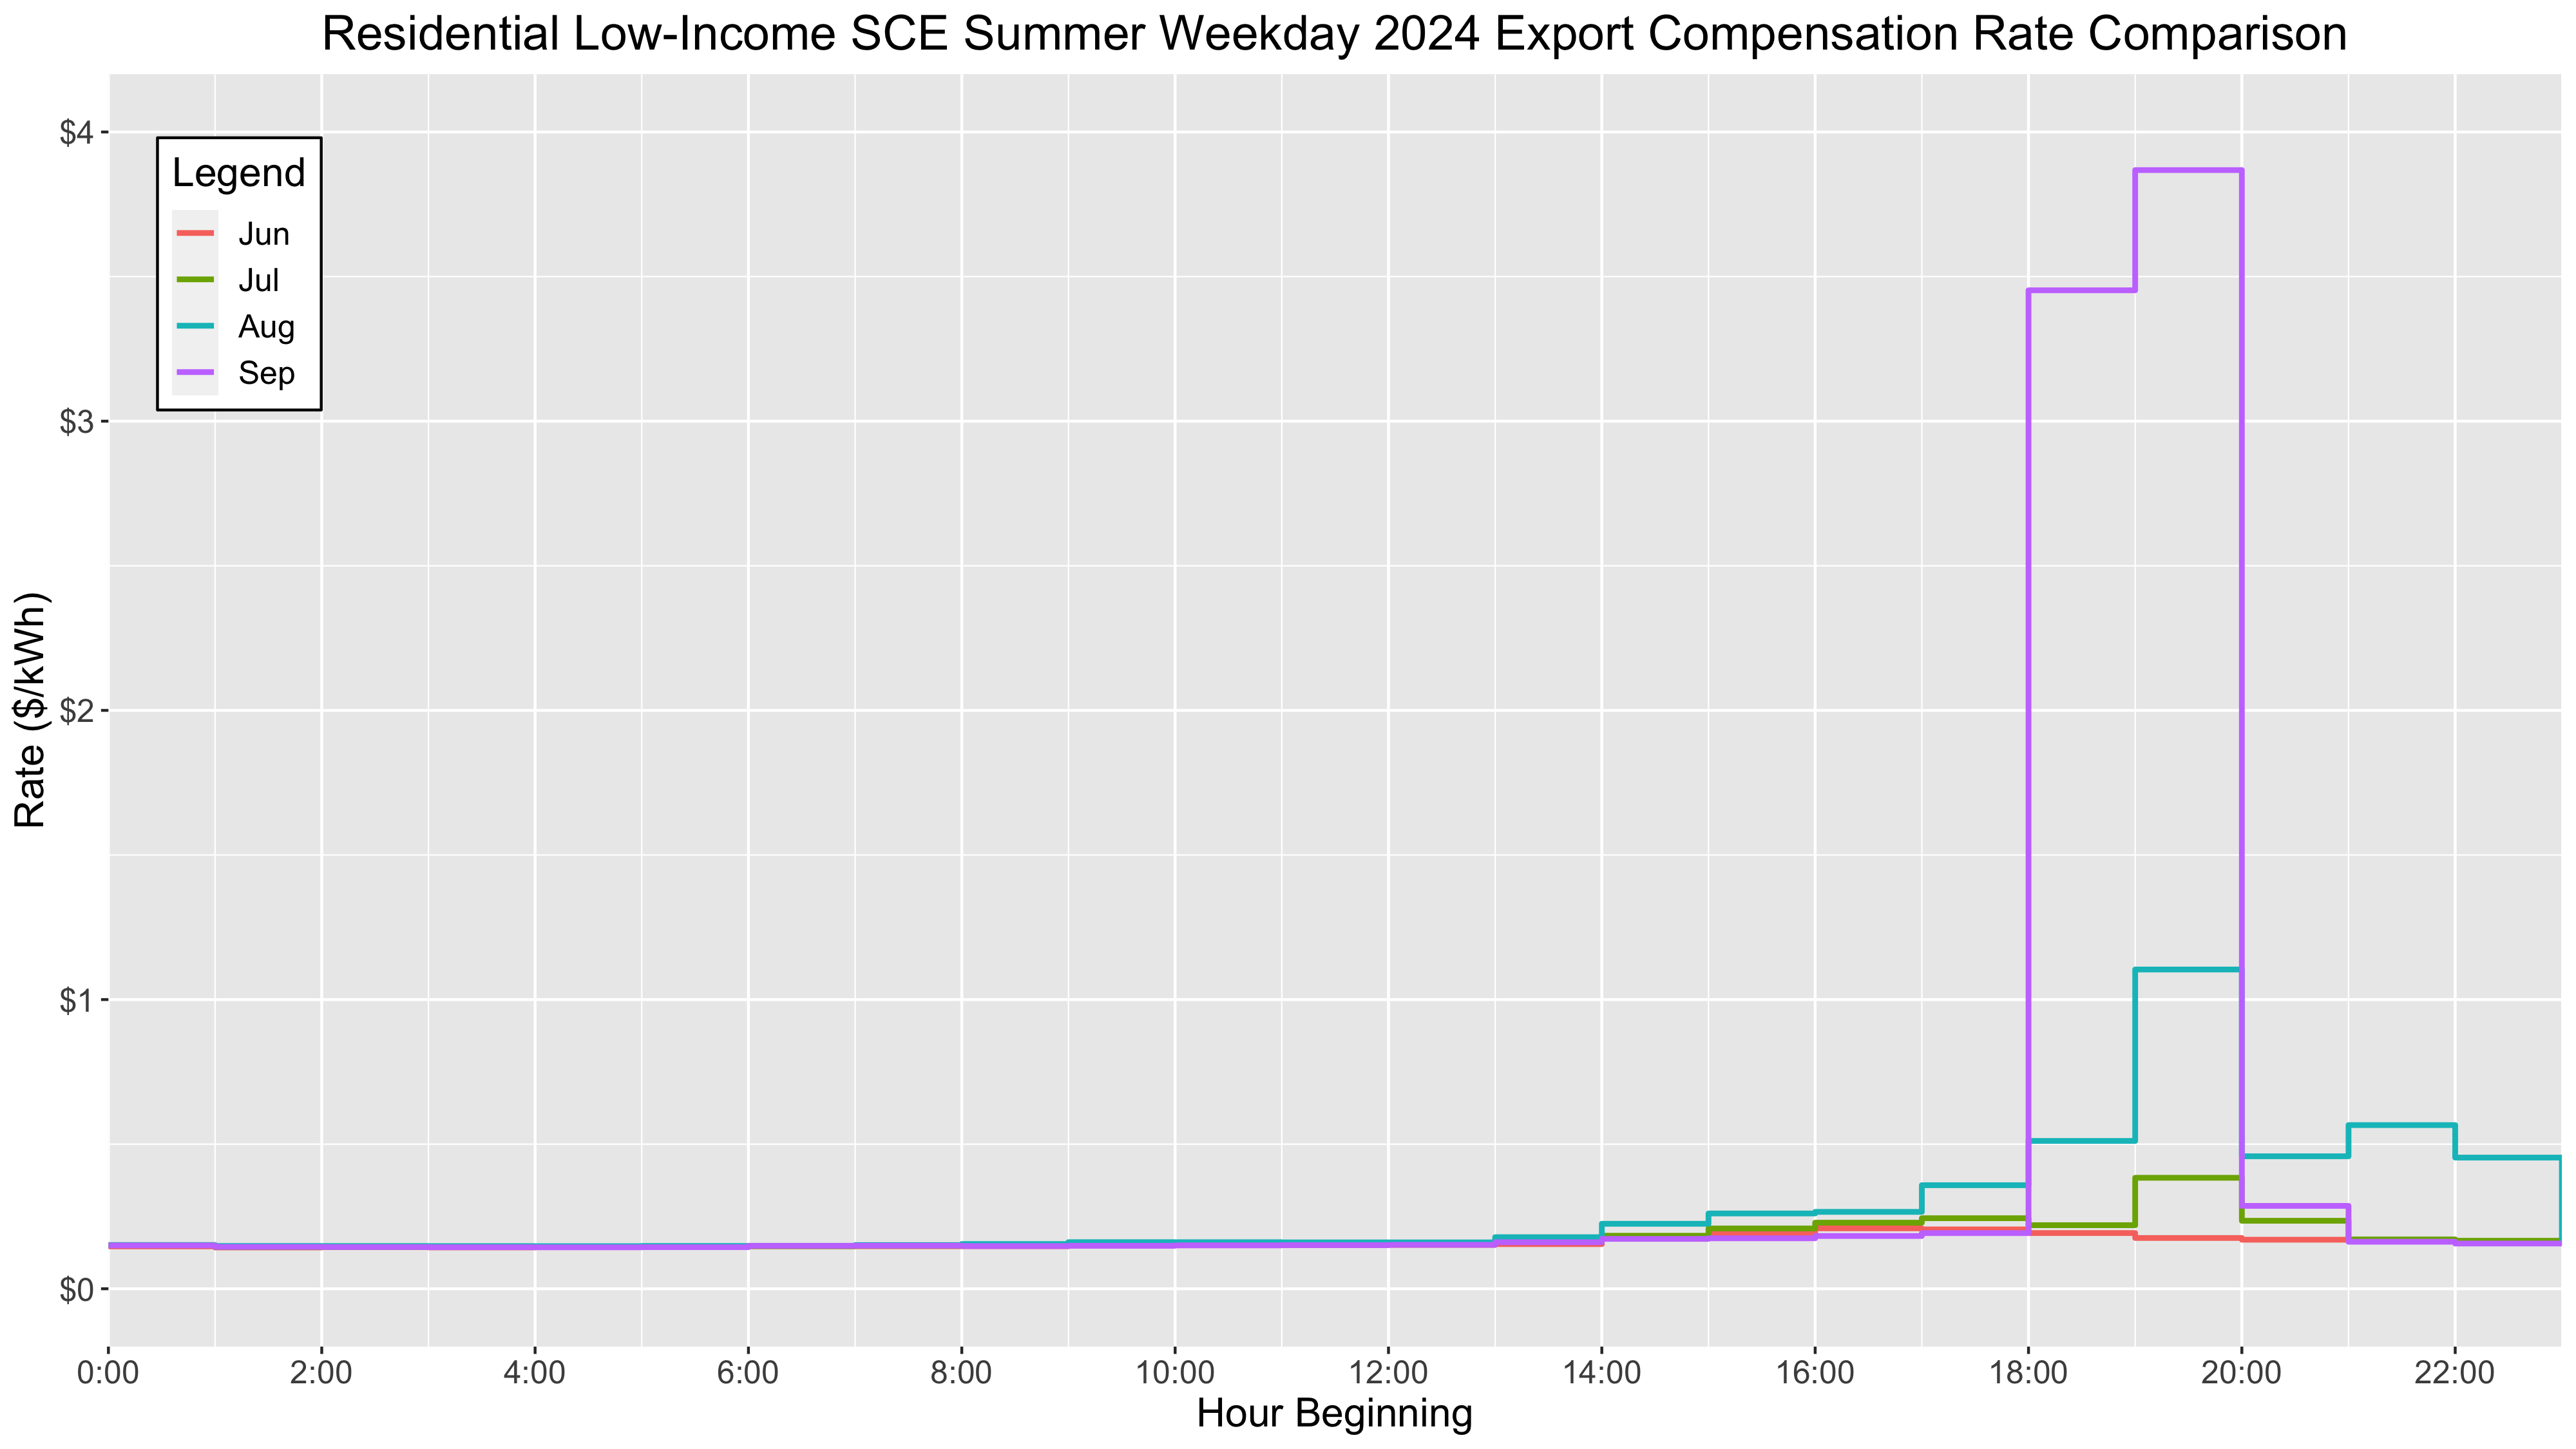 Residential Low-Income SCE Summer Weekday 2024 Export Compensation Rate Comparison
$4
Legend
Jun
Jul
Aug
Sep
$3
Rate ($/kWh)
$2
$1
$0
0:00 2:00 4:00 6:00 8:00 10:00 12:00 14:00 16:00 18:00 20:00 22:00
Hour Beginning